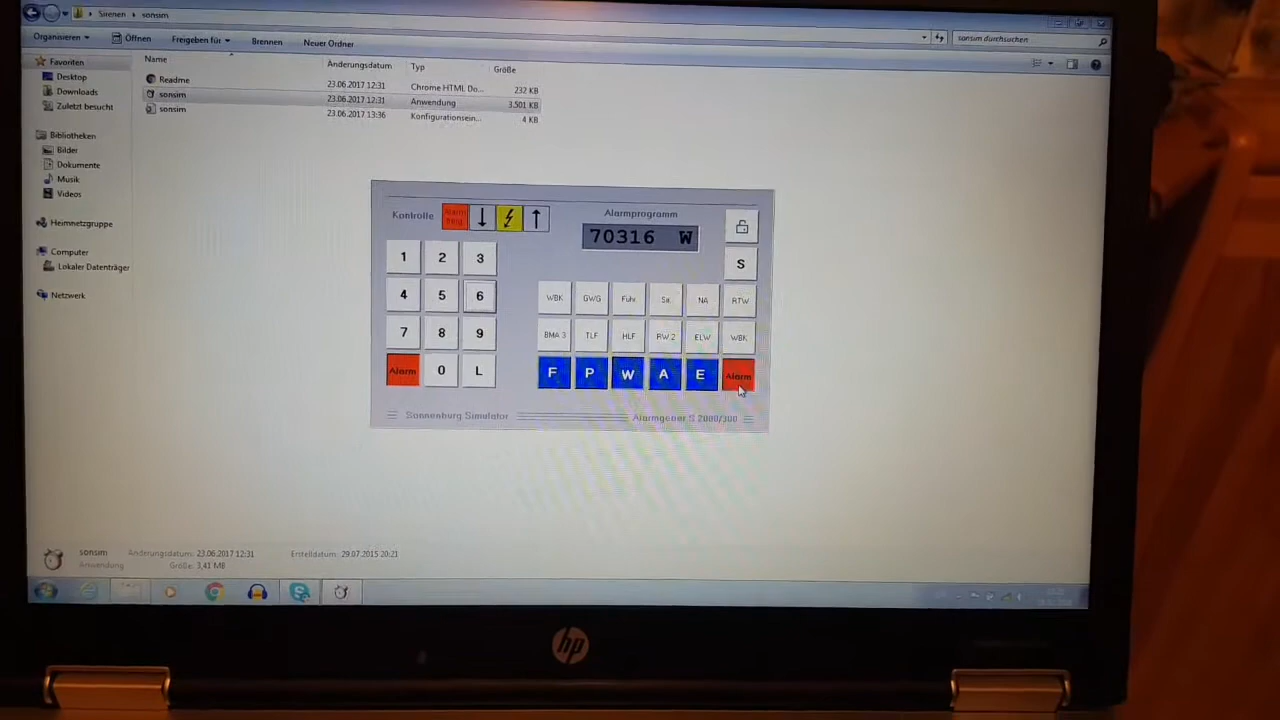 Sirenen ▸ sonsim
sonsim durchsuchen
Organisieren Öffnen Freigeben für Brennen Neuer Ordner
Name Änderungsdatum Typ Größe
Favoriten
Desktop
Downloads
Zuletzt besucht
Bibliotheken
Bilder
Dokumente
Musik
Videos
Heimnetzgruppe
Computer
Lokaler Datenträger
Netzwerk
Readme 23.06.2017 12:31 Chrome HTML Do... 232 KB
sonsim 23.06.2017 12:31 Anwendung 3.501 KB
sonsim 23.06.2017 13:36 Konfigurationsein... 4 KB
Kontrolle
Alarmprogramm
70316 W
S
1 2 3
4 5 6
7 8 9
Alarm 0 L
WBK GWG Fuhr Sir. NA RTW
BMA 3 TLF HLF RW 2 ELW WBK
F P W A E Alarm
Sonnenburg Simulator
Alarmgeber S 2000/300
sonsim Änderungsdatum: 23.06.2017 12:31 Erstelldatum: 29.07.2015 20:21
Anwendung Größe: 3,41 MB
hp